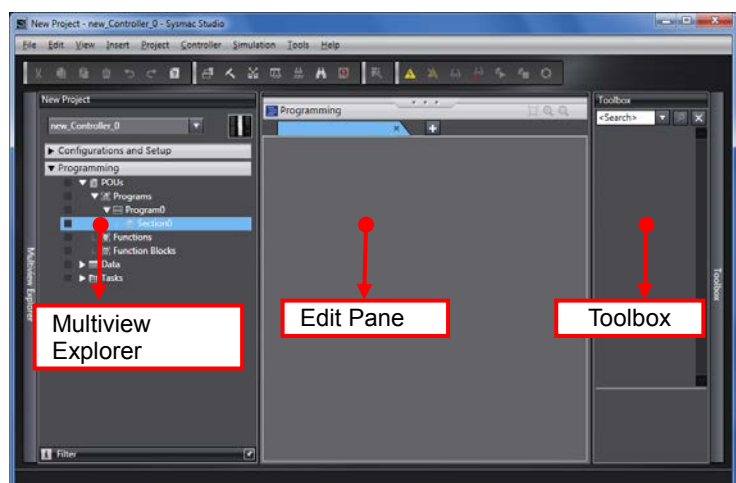 New Project - new_Controller_0 - Sysmac Studio
File Edit View Insert Project Controller Simulation Tools Help
Multiview Explorer
New Project
new_Controller_0
Configurations and Setup
Programming
POUs
Programs
Program0
Section0
Functions
Function Blocks
Data
Tasks
Filter
Programming
Toolbox
<Search>
Toolbox
Multiview
Explorer
Edit Pane
Toolbox